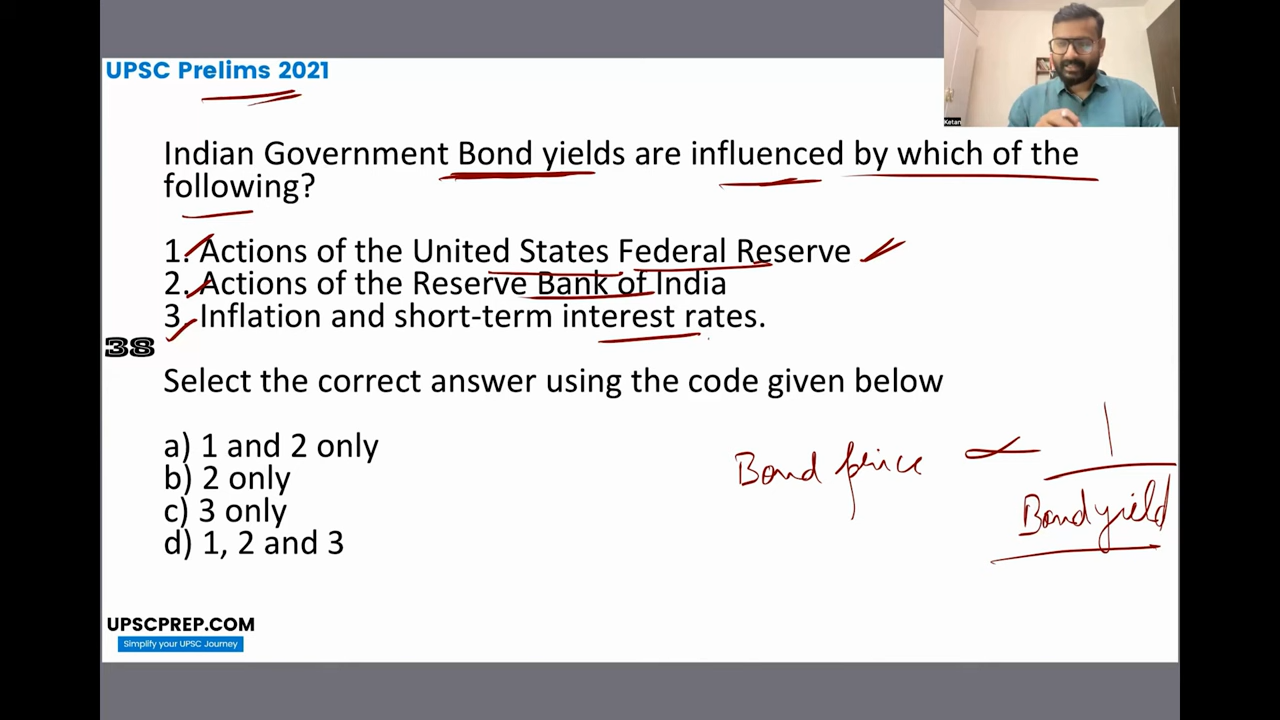 UPSC Prelims 2021
Ketan
Indian Government Bond yields are influenced by which of the
following?
1. Actions of the United States Federal Reserve
2. Actions of the Reserve Bank of India
3. Inflation and short-term interest rates.
38
Select the correct answer using the code given below
a) 1 and 2 only
b) 2 only
c) 3 only
d) 1, 2 and 3
Bond price ∝ 1
Bond yield
UPSCPREP.COM
Simplify your UPSC Journey